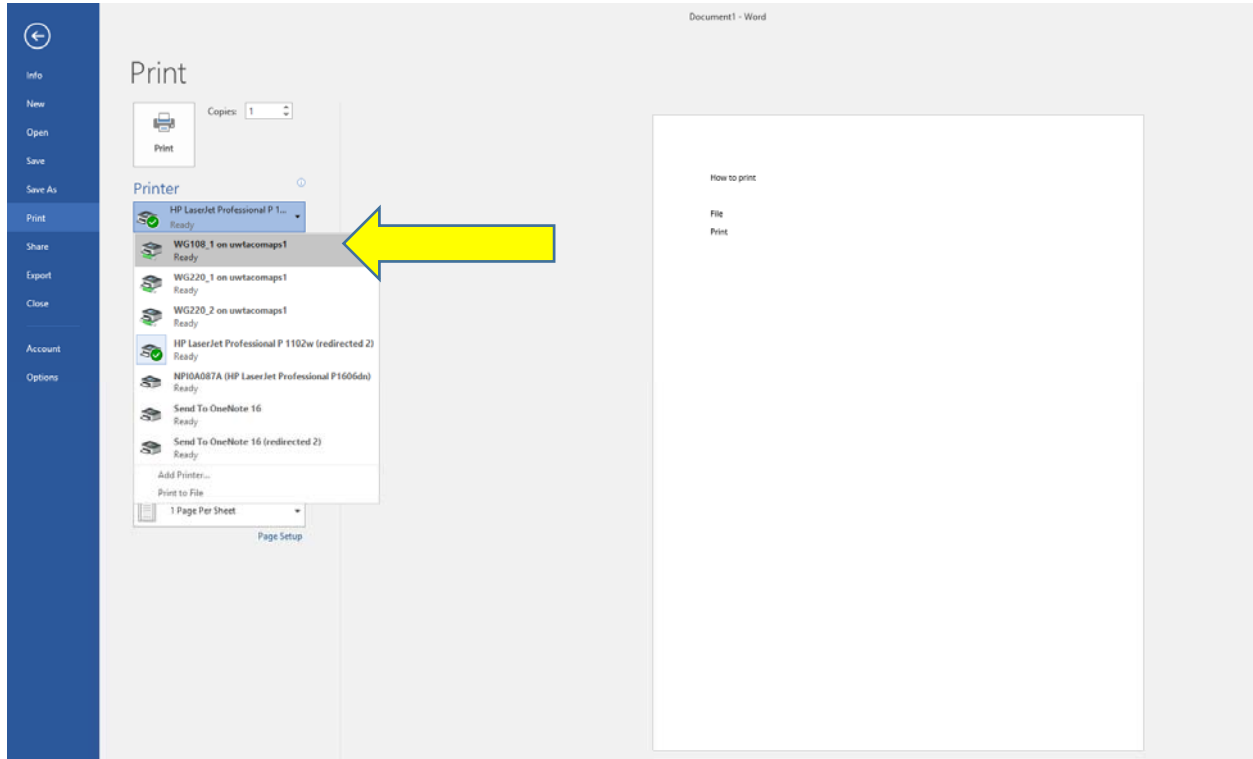 Document1 - Word
Info
New
Open
Save
Save As
Print
Share
Export
Close
Account
Options
Print
Copies: 1
Print
Printer
HP LaserJet Professional P 1...
Ready
WG108_1 on uwtacomaps1
Ready
WG220_1 on uwtacomaps1
Ready
WG220_2 on uwtacomaps1
Ready
HP LaserJet Professional P 1102w (redirected 2)
Ready
NPI0A087A (HP LaserJet Professional P1606dn)
Ready
Send To OneNote 16
Ready
Send To OneNote 16 (redirected 2)
Ready
Add Printer...
Print to File
1 Page Per Sheet
Page Setup
How to print
File
Print